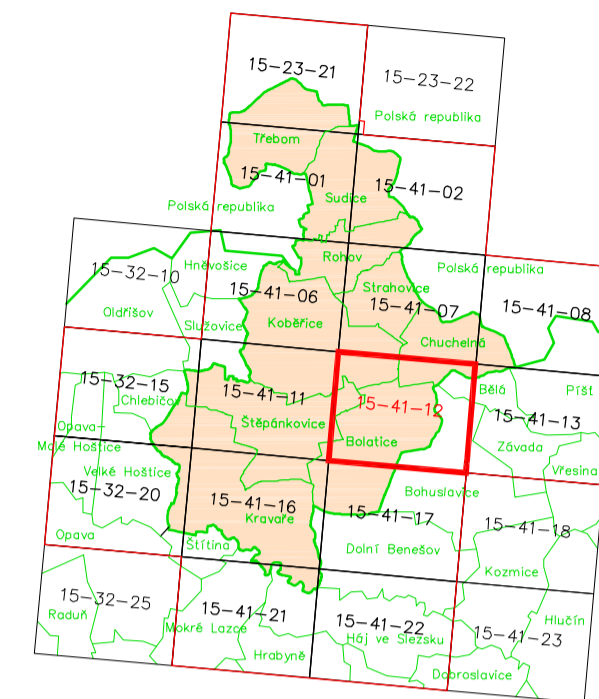 15-23-21
15-23-22
Polská republika
Třebom
15-41-01
15-41-02
Sudice
Polská republika
Rohov
Hněvošice
Polská republika
15-32-10
15-41-06
Strahovice
15-41-07
15-41-08
Oldřišov
Služovice
Kobeřice
Chuchelná
15-32-15
15-41-11
15-41-12
Bělá
Píšť
Chlebičov
15-41-13
Štěpánkovice
Opava-
Malé Hoštice
Bolatice
Závada
Velké Hoštice
Vřesina
15-32-20
15-41-16
Bohuslavice
Kravaře
15-41-17
15-41-18
Opava
Štítina
Dolní Benešov
Kozmice
15-32-25
15-41-21
15-41-22
Hlučín
Raduň
Mokré Lazce
Háj ve Slezsku
15-41-23
Hrabyně
Dobroslavice